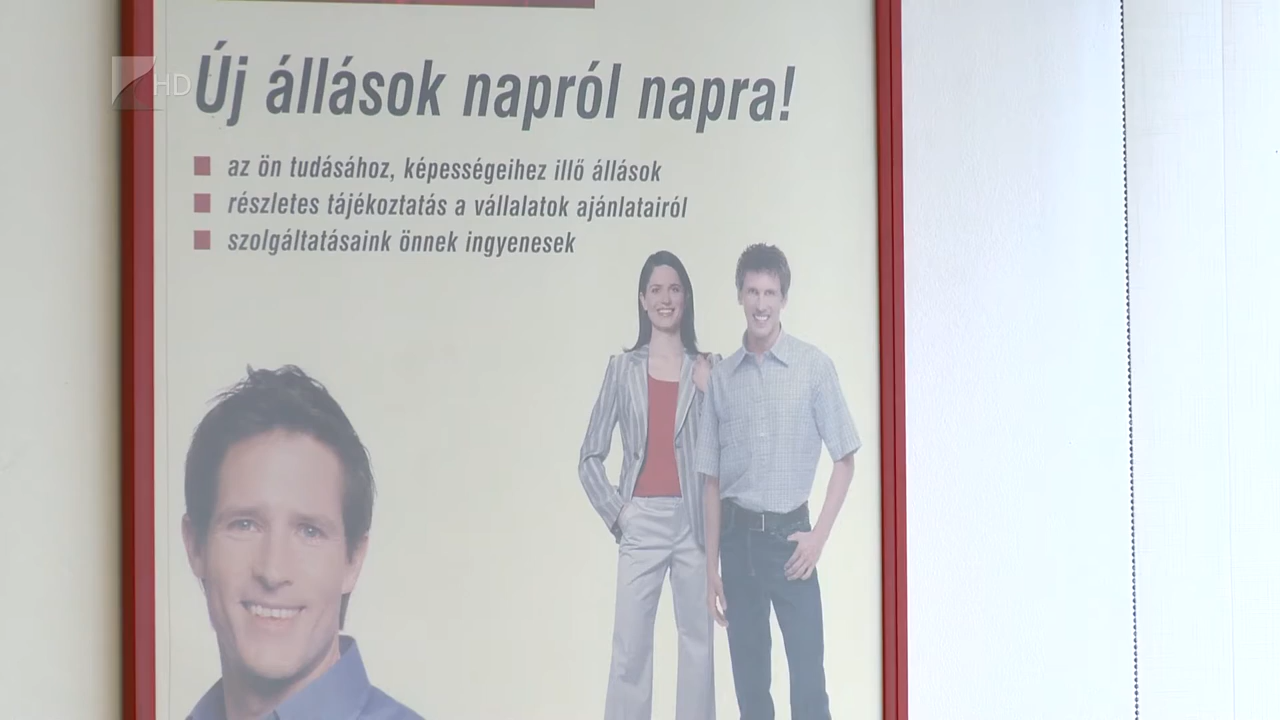 HD
Új állások napról napra!
az ön tudásához, képességeihez illő állások
részletes tájékoztatás a vállalatok ajánlatairól
szolgáltatásaink önnek ingyenesek